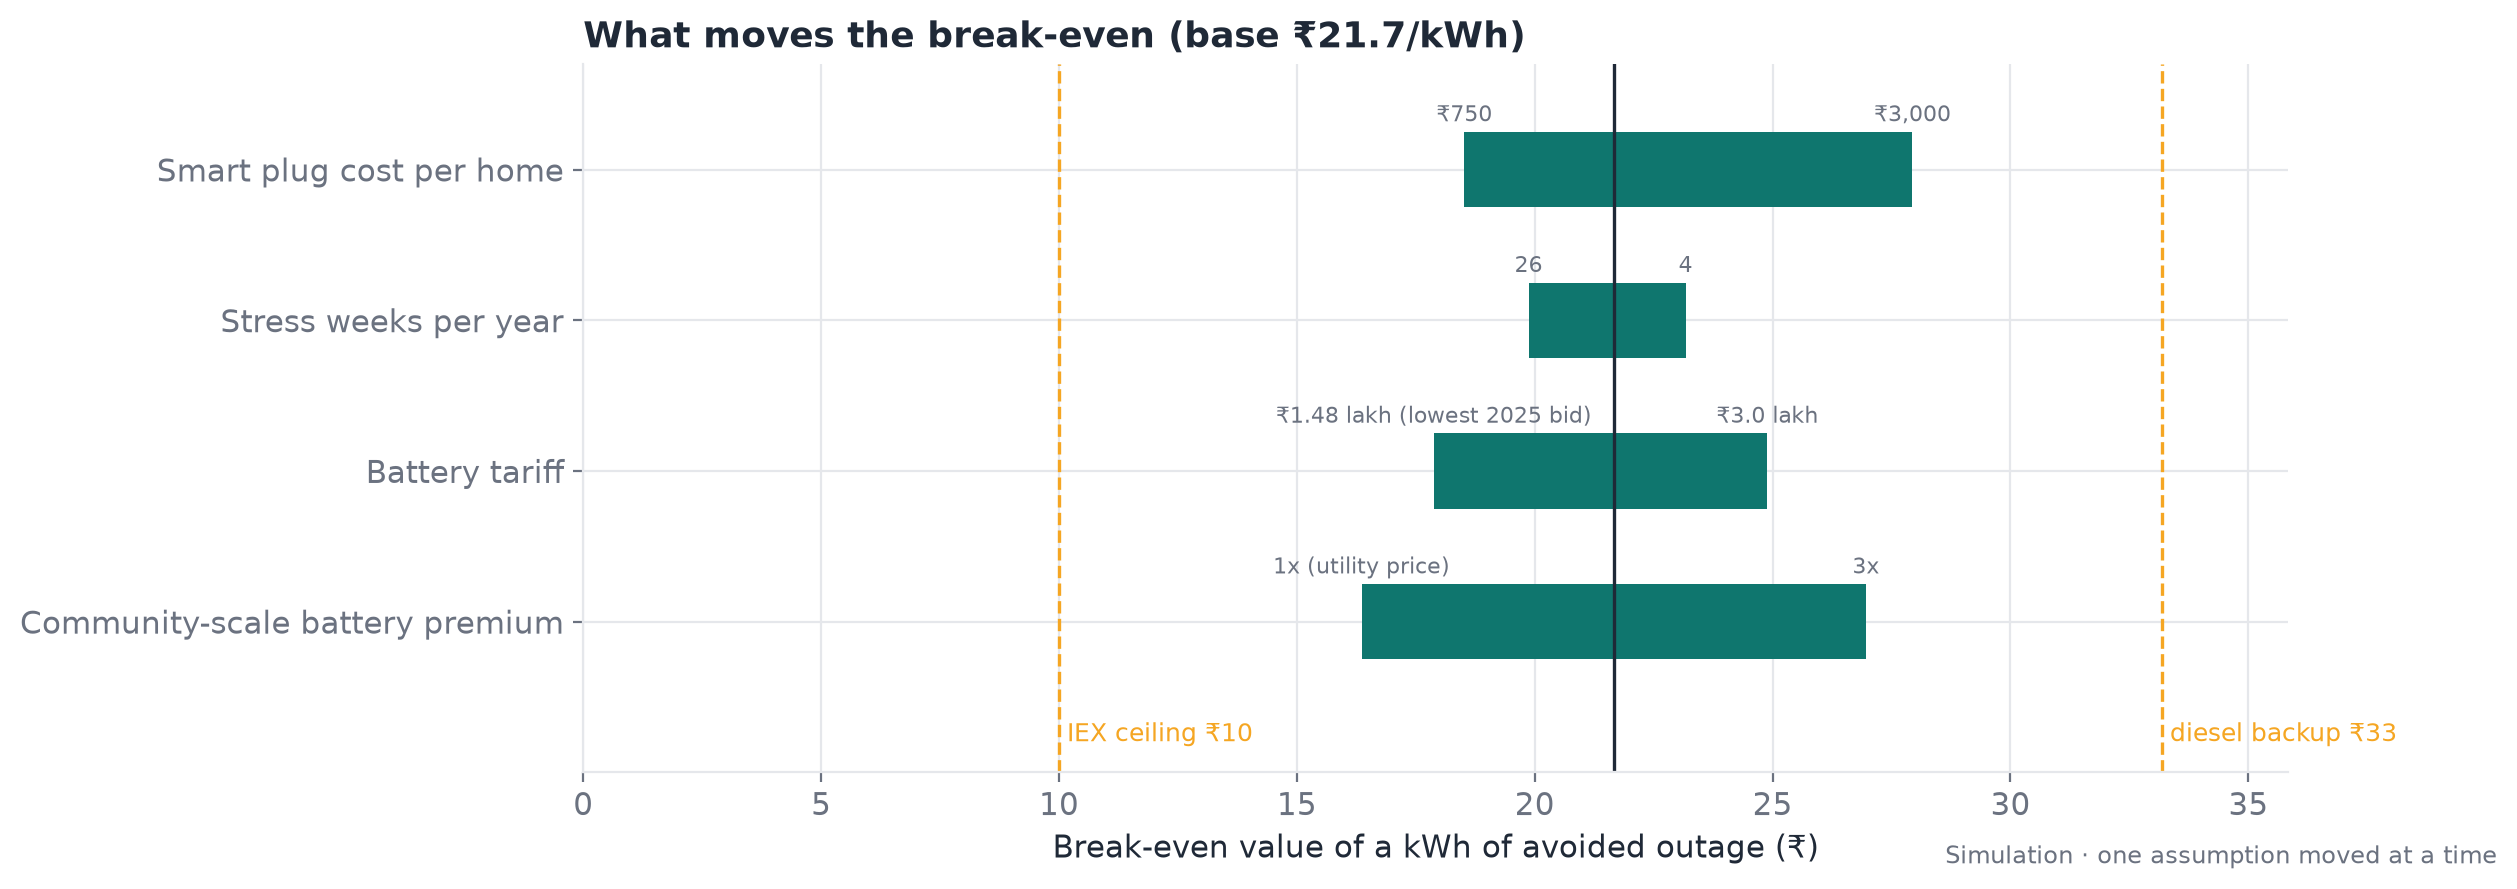 What moves the break-even (base ₹21.7/kWh)
₹750 ₹3,000
Smart plug cost per home
26 4
Stress weeks per year
₹1.48 lakh (lowest 2025 bid) ₹3.0 lakh
Battery tariff
1x (utility price) 3x
Community-scale battery premium
IEX ceiling ₹10 diesel backup ₹33
0 5 10 15 20 25 30 35
Break-even value of a kWh of avoided outage (₹)
Simulation · one assumption moved at a time